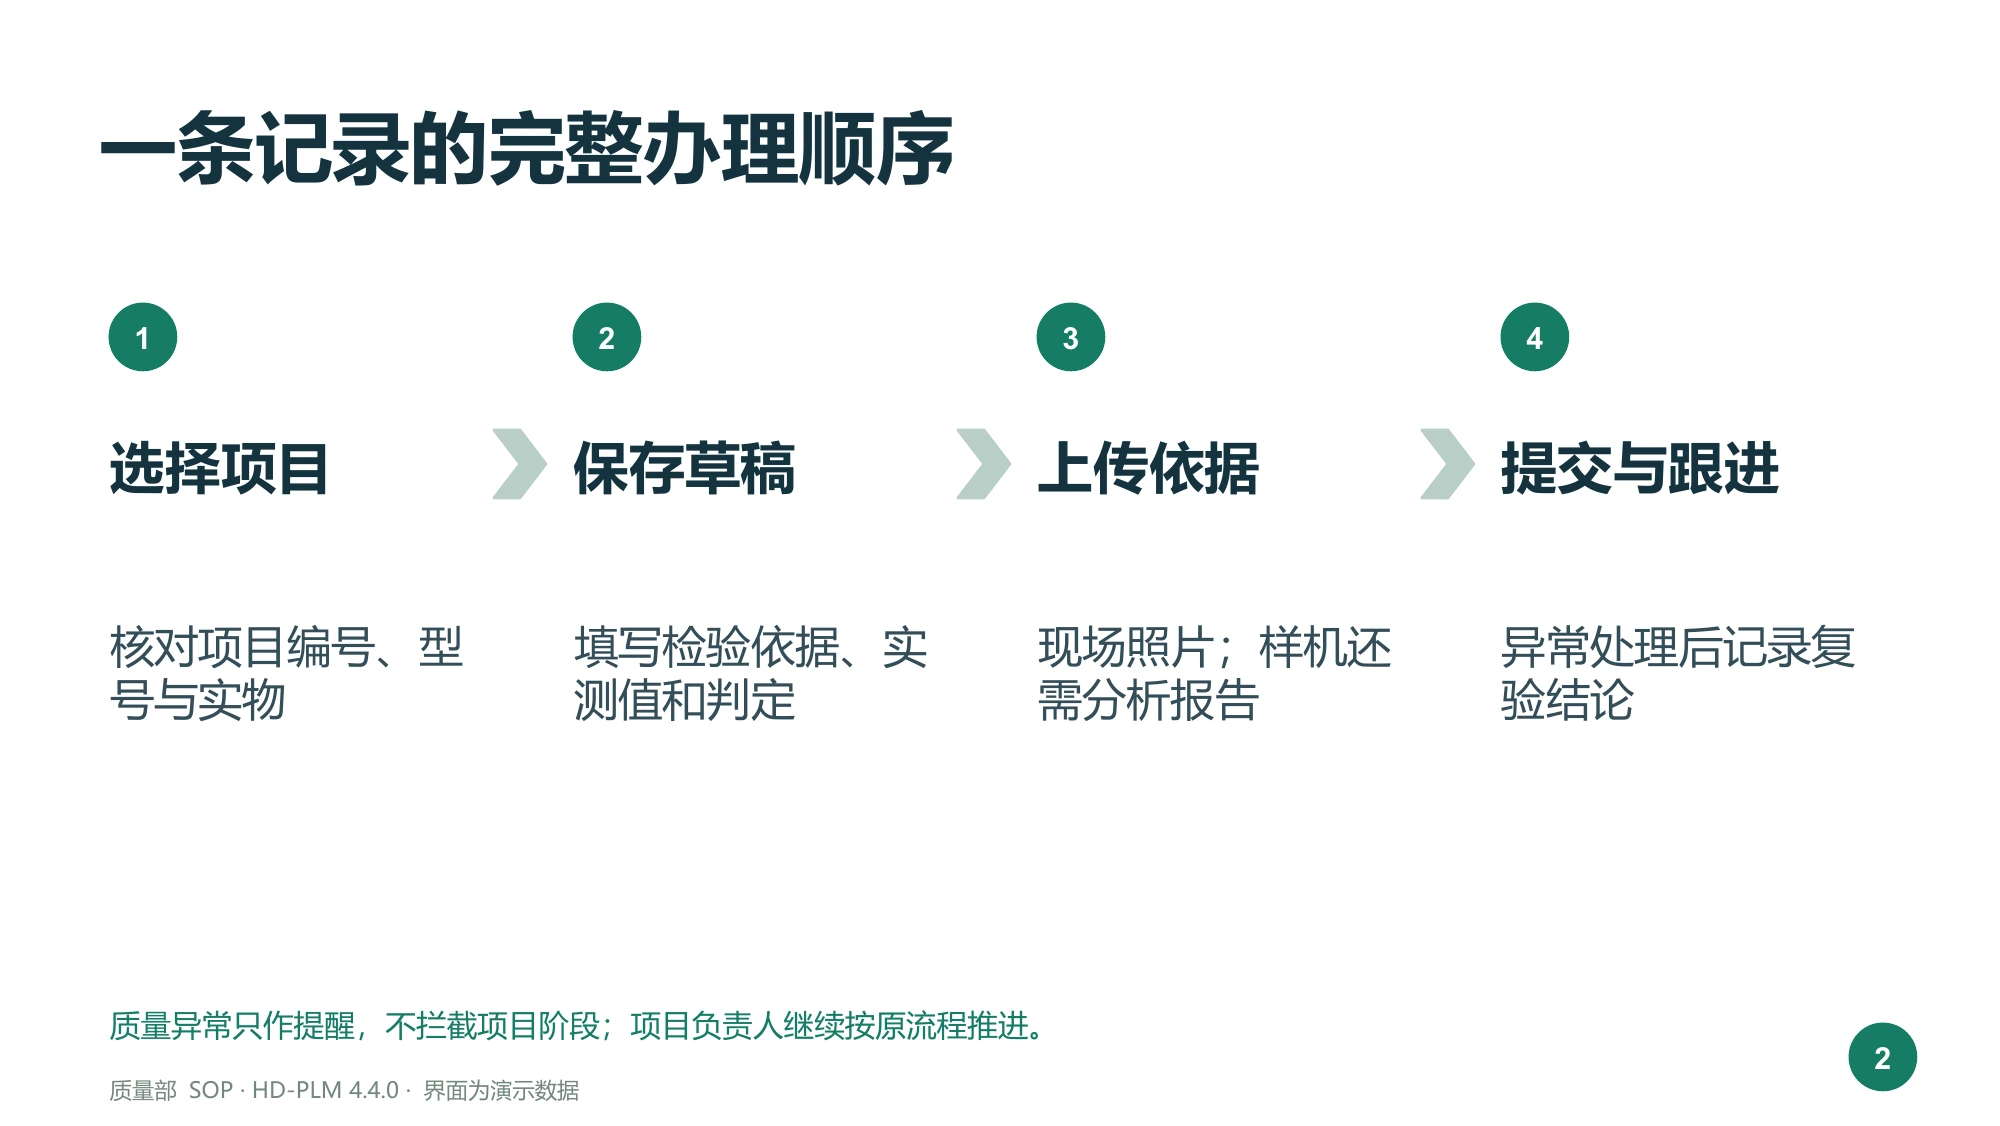 一条记录的完整办理顺序
1
选择项目
核对项目编号、型
号与实物
2
保存草稿
填写检验依据、实
测值和判定
3
上传依据
现场照片；样机还
需分析报告
4
提交与跟进
异常处理后记录复
验结论
质量异常只作提醒，不拦截项目阶段；项目负责人继续按原流程推进。
质量部 SOP · HD-PLM 4.4.0 · 界面为演示数据
2